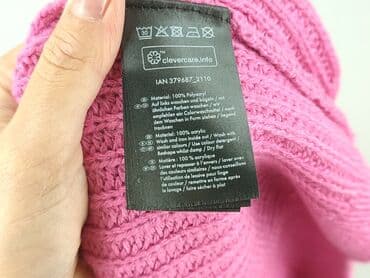 30
clevercare.info
IAN 379687_2110
Material: 100% Polyacryl
Auf links waschen und bügeln / mit
ähnlichen Farben waschen / wir
empfehlen ein Colorwaschmittel / nach
dem Waschen in Form ziehen / liegend
trocknen
Material: 100% acrylic
Wash and iron inside out / Wash with
similar colours / Use colour detergent /
Reshape whilst damp / Dry flat
Matière : 100 % acrylique
Laver et repasser à l'envers / laver avec
des couleurs similaires / nous conseillons
l'utilisation de lessive pour linge
de couleur / remettre en forme après
le lavage / faire sécher à plat